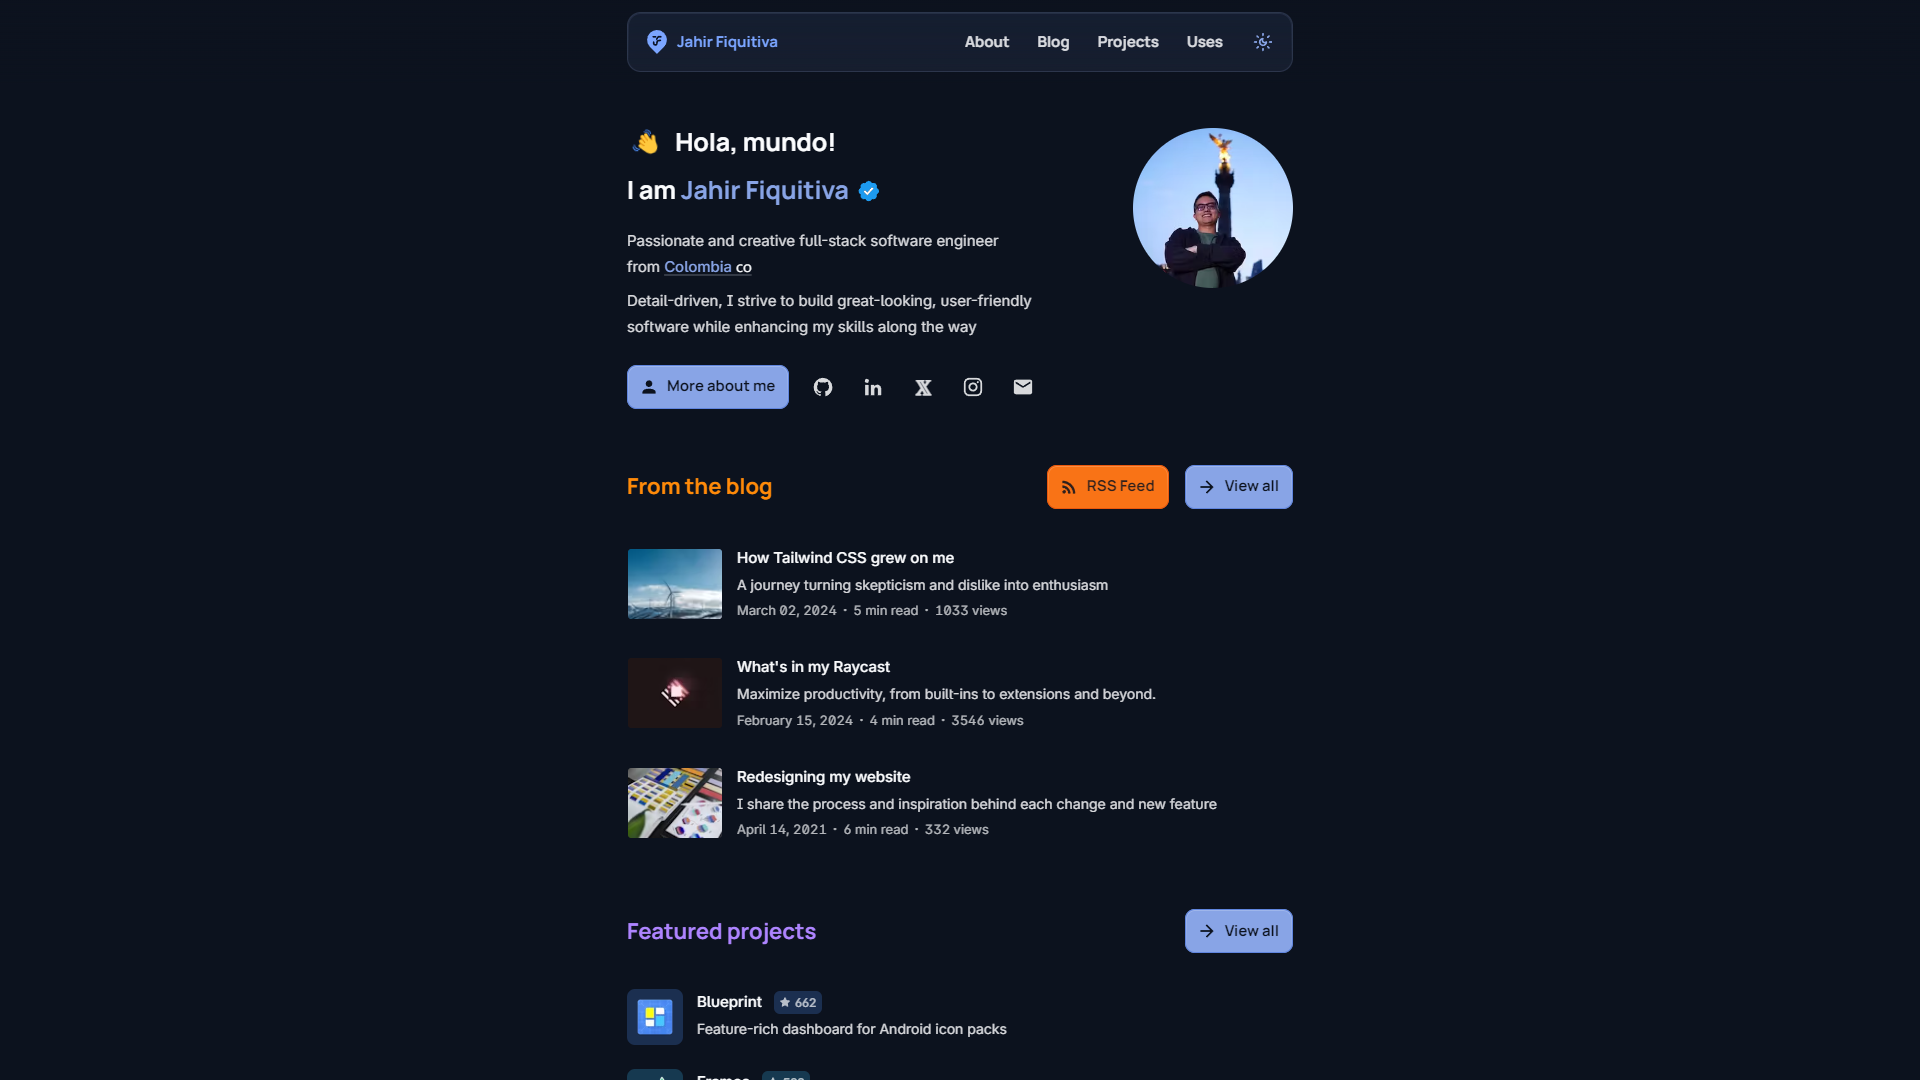 Jahir Fiquitiva
About
Blog
Projects
Uses
Hola, mundo!
I am Jahir Fiquitiva
Passionate and creative full-stack software engineer
from Colombia co
Detail-driven, I strive to build great-looking, user-friendly
software while enhancing my skills along the way
More about me
From the blog
RSS Feed
View all
How Tailwind CSS grew on me
A journey turning skepticism and dislike into enthusiasm
March 02, 2024 · 5 min read · 1033 views
What's in my Raycast
Maximize productivity, from built-ins to extensions and beyond.
February 15, 2024 · 4 min read · 3546 views
Redesigning my website
I share the process and inspiration behind each change and new feature
April 14, 2021 · 6 min read · 332 views
Featured projects
View all
Blueprint
662
Feature-rich dashboard for Android icon packs